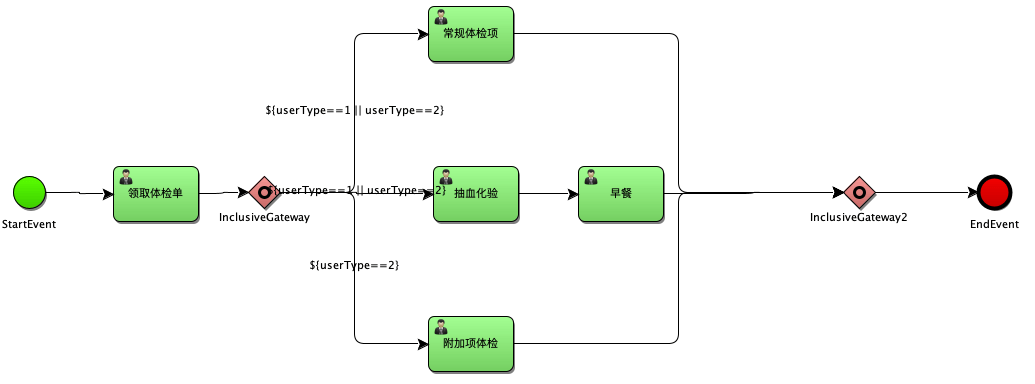 常规体检项
${userType==1 || userType==2}
领取体检单
${userType==1 || userType==2}
抽血化验
早餐
StartEvent
InclusiveGateway
InclusiveGateway2
EndEvent
${userType==2}
附加项体检